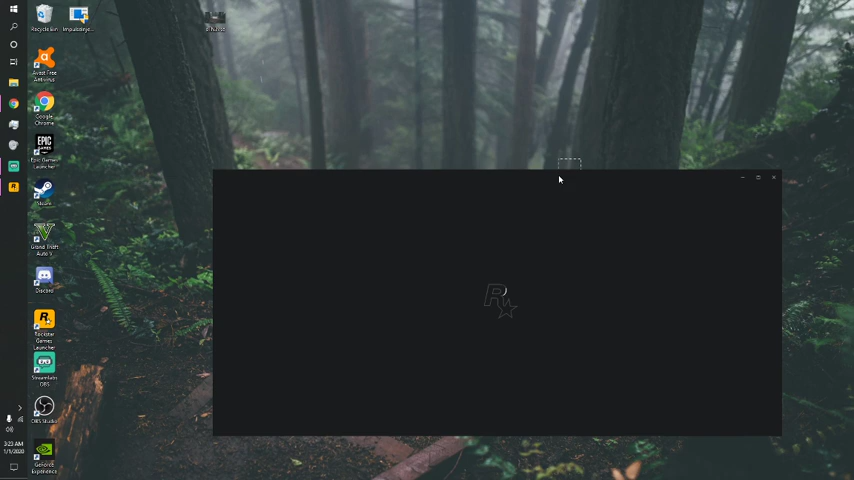 Recycle Bin
Avast Free
Antivirus
Google
Chrome
EPIC
GAMES
Epic Games
Launcher
Steam
V
Grand Theft
Auto V
Discord
R
Rockstar
Games
Launcher
Streamlabs
OBS
OBS Studio
GeForce
Experience
3:23 AM
1/1/2020
R